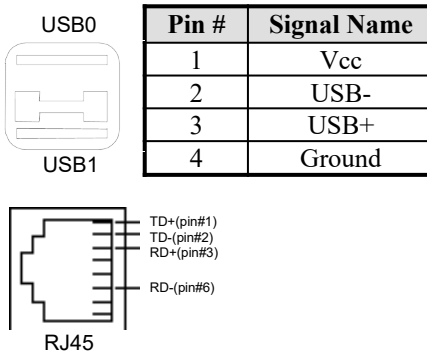 USB0
USB1
Pin # Signal Name
1 Vcc
2 USB-
3 USB+
4 Ground
TD+(pin#1)
TD-(pin#2)
RD+(pin#3)
RD-(pin#6)
RJ45